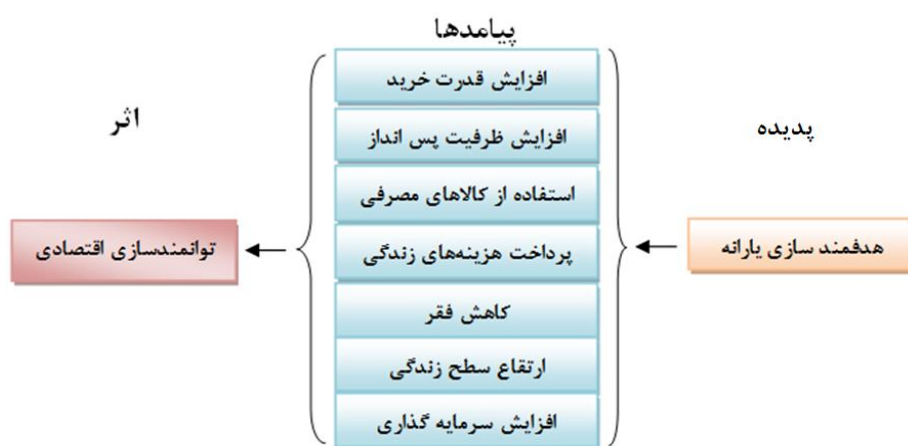 پیامدها
پدیده
اثر
هدفمند سازی یارانه
افزایش قدرت خرید
افزایش ظرفیت پس انداز
استفاده از کالاهای مصرفی
پرداخت هزینه‌های زندگی
کاهش فقر
ارتقاع سطح زندگی
افزایش سرمایه گذاری
توانمندسازی اقتصادی